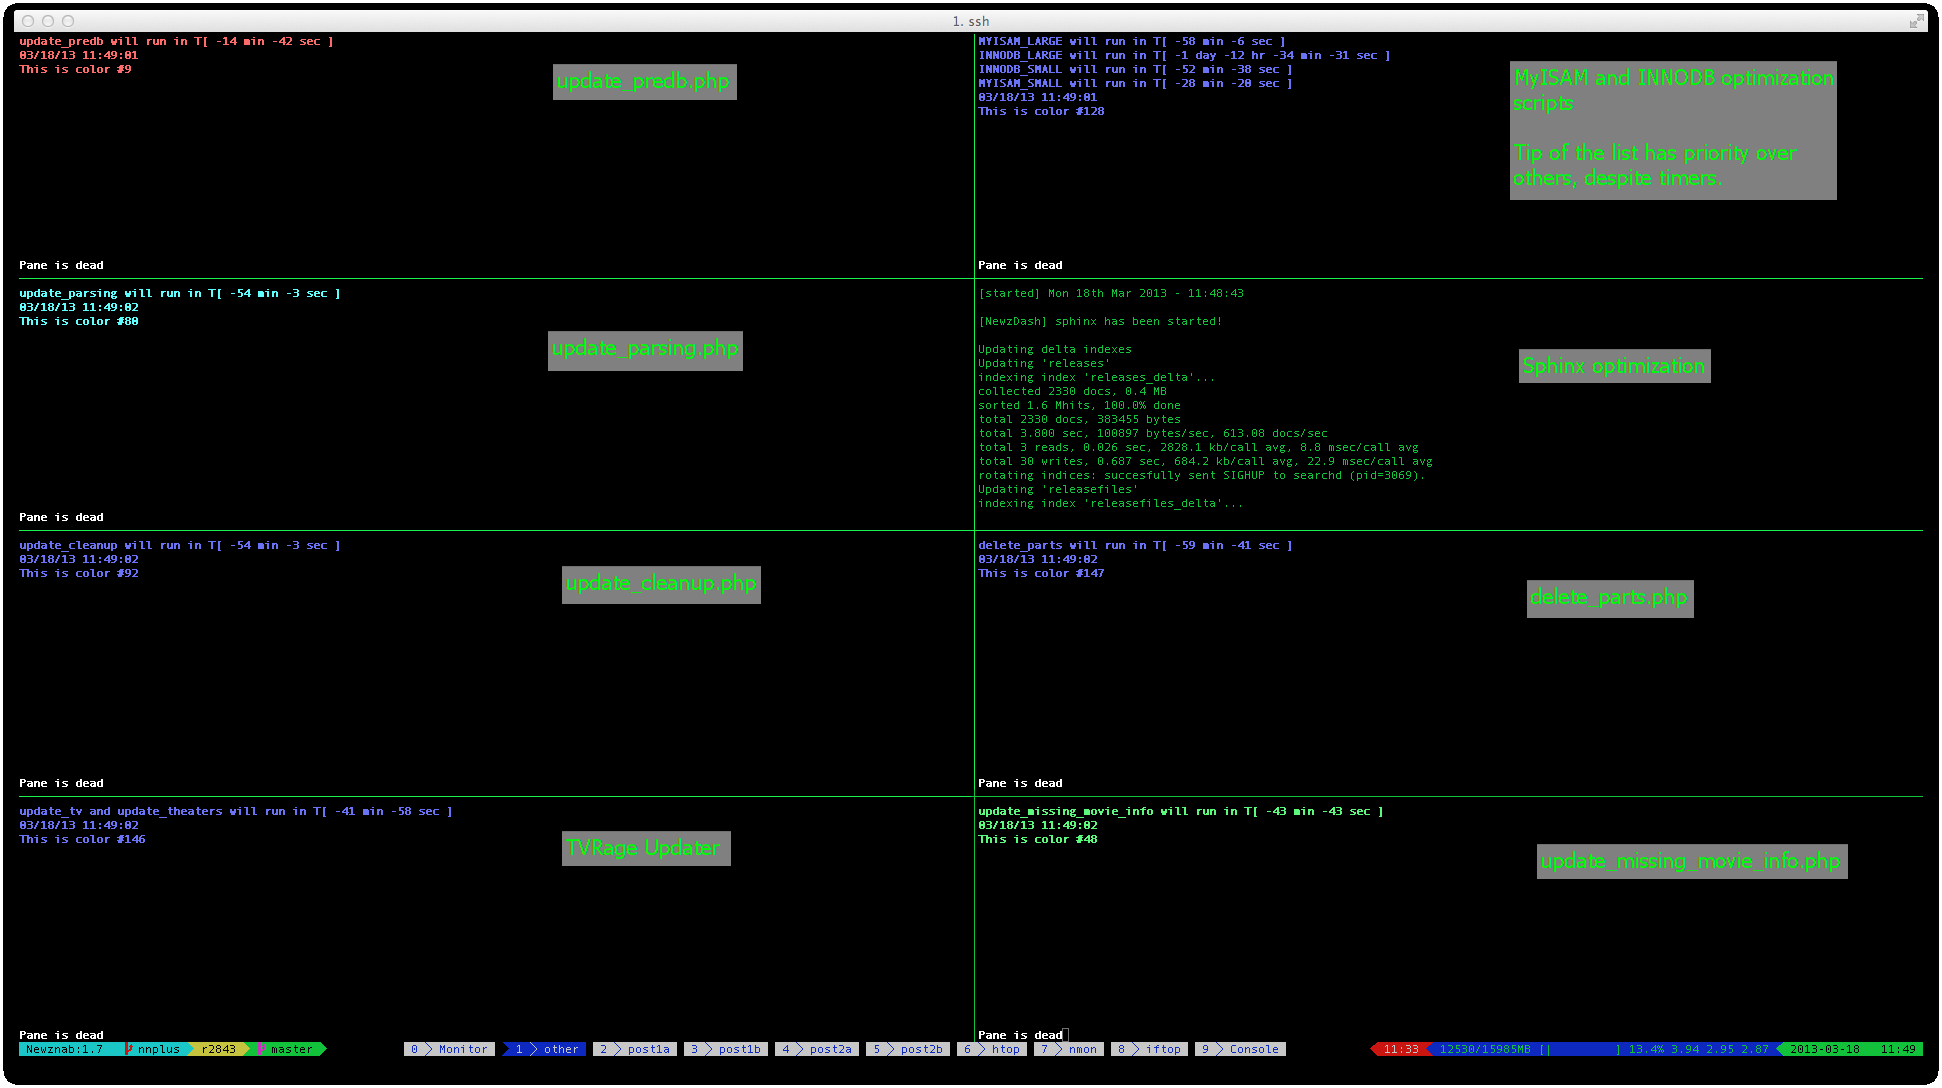 1. ssh
update_predb will run in T[ -14 min -42 sec ]
03/18/13 11:49:01
This is color #9
update_predb.php
Pane is dead
MYISAM_LARGE will run in T[ -58 min -6 sec ]
INNODB_LARGE will run in T[ -1 day -12 hr -34 min -31 sec ]
INNODB_SMALL will run in T[ -52 min -38 sec ]
MYISAM_SMALL will run in T[ -28 min -20 sec ]
03/18/13 11:49:01
This is color #128
MyISAM and INNODB optimization
scripts
Tip of the list has priority over
others, despite timers.
Pane is dead
update_parsing will run in T[ -54 min -3 sec ]
03/18/13 11:49:02
This is color #80
update_parsing.php
Pane is dead
[started] Mon 18th Mar 2013 - 11:48:43
[NewzDash] sphinx has been started!
Updating delta indexes
Updating 'releases'
indexing index 'releases_delta'...
collected 2330 docs, 0.4 MB
sorted 1.6 Mhits, 100.0% done
total 2330 docs, 383455 bytes
total 3.800 sec, 100897 bytes/sec, 613.08 docs/sec
total 3 reads, 0.026 sec, 2828.1 kb/call avg, 8.8 msec/call avg
total 30 writes, 0.687 sec, 684.2 kb/call avg, 22.9 msec/call avg
rotating indices: succesfully sent SIGHUP to searchd (pid=3069).
Updating 'releasefiles'
indexing index 'releasefiles_delta'...
Sphinx optimization
update_cleanup will run in T[ -54 min -3 sec ]
03/18/13 11:49:02
This is color #92
update_cleanup.php
Pane is dead
delete_parts will run in T[ -59 min -41 sec ]
03/18/13 11:49:02
This is color #147
delete_parts.php
Pane is dead
update_tv and update_theaters will run in T[ -41 min -58 sec ]
03/18/13 11:49:02
This is color #146
TVRage Updater
Pane is dead
update_missing_movie_info will run in T[ -43 min -43 sec ]
03/18/13 11:49:02
This is color #48
update_missing_movie_info.php
Pane is dead
Newznab:1.7 nnplus r2843 master 0 Monitor 1 other 2 post1a 3 post1b 4 post2a 5 post2b 6 htop 7 nmon 8 iftop 9 Console 11:33 12530/15985MB [| ] 13.4% 3.94 2.95 2.87 2013-03-18 11:49